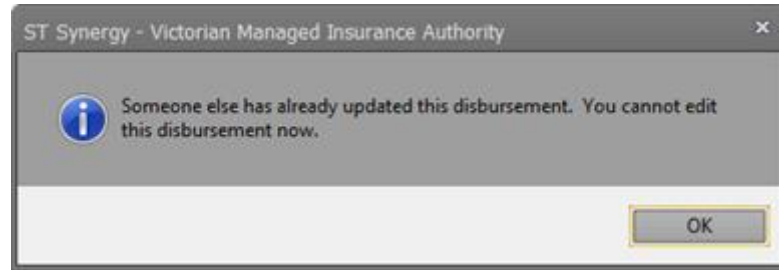 ST Synergy - Victorian Managed Insurance Authority
Someone else has already updated this disbursement.  You cannot edit
this disbursement now.
OK